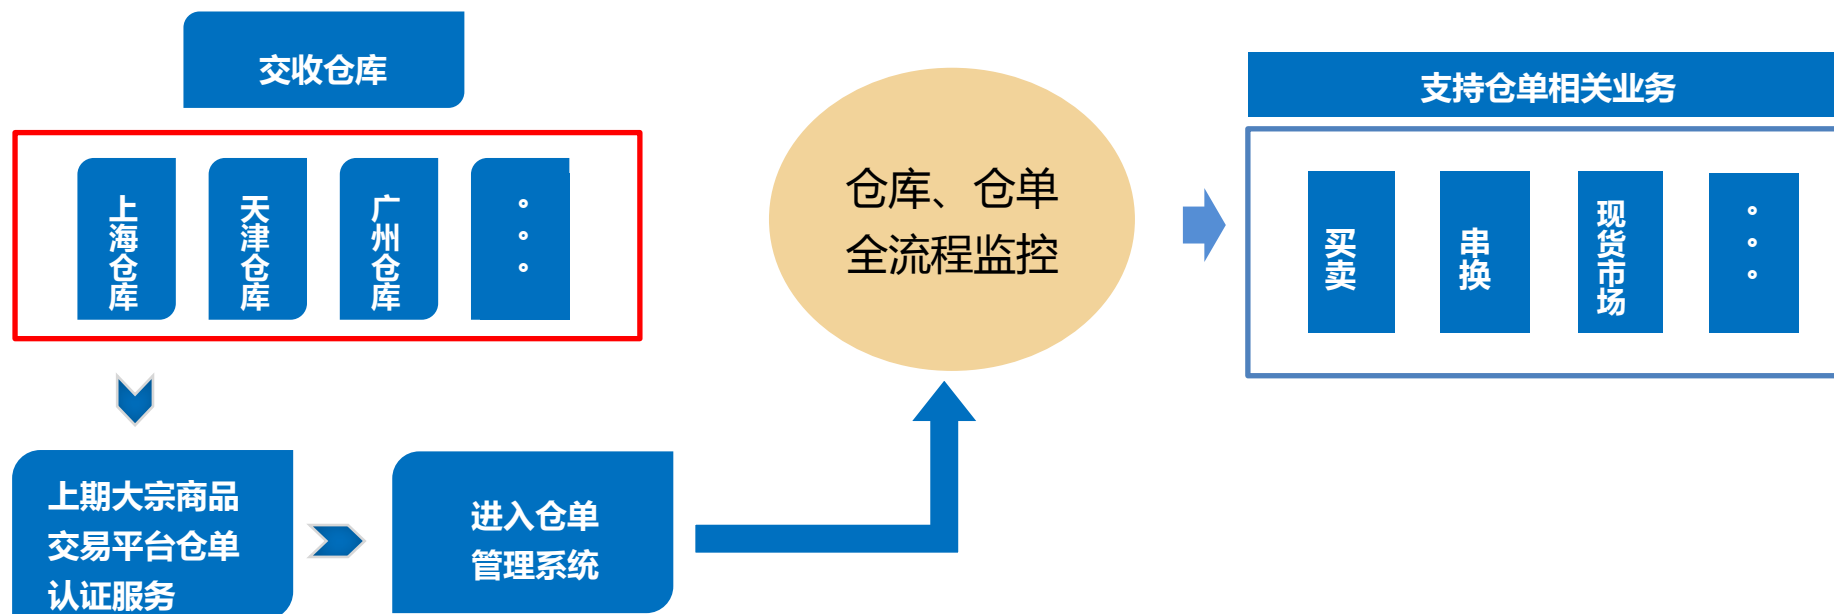 交收仓库
上海仓库
天津仓库
广州仓库
。。。
上期大宗商品
交易平台仓单
认证服务
进入仓单
管理系统
仓库、仓单
全流程监控
支持仓单相关业务
买卖
串换
现货市场
。。。